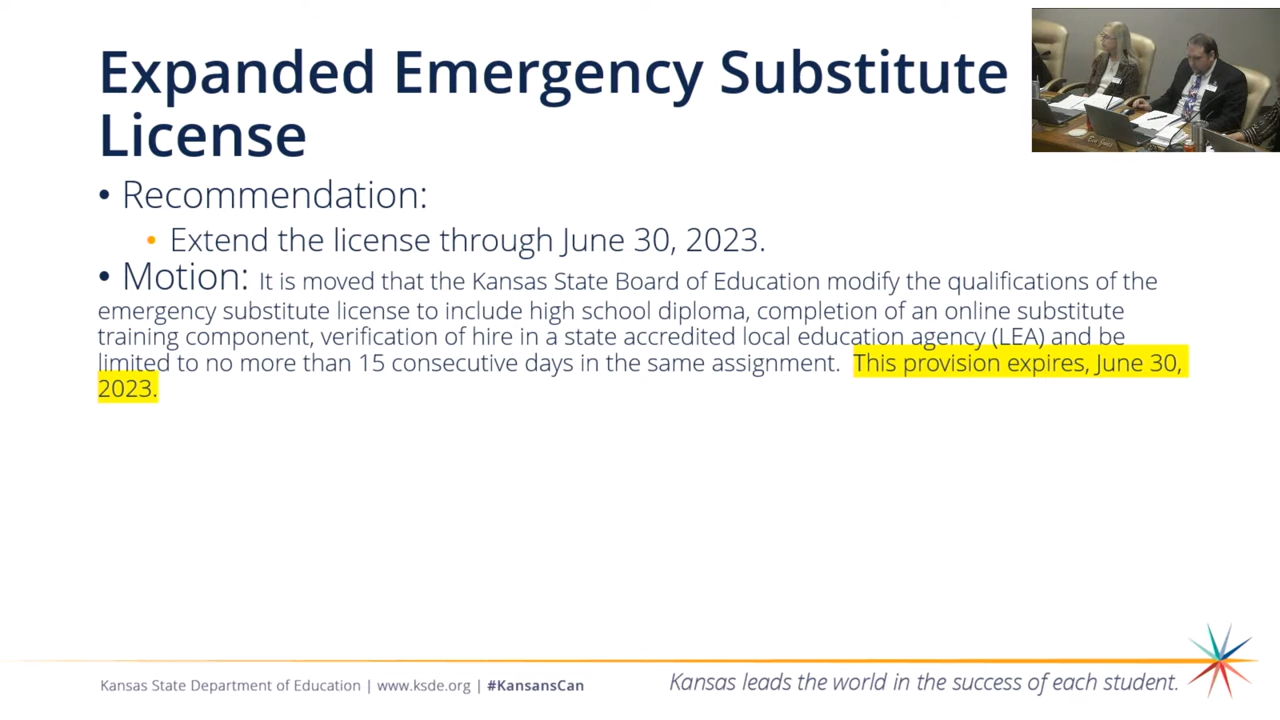 Expanded Emergency Substitute
License
• Recommendation:
• Extend the license through June 30, 2023.
• Motion: It is moved that the Kansas State Board of Education modify the qualifications of the
emergency substitute license to include high school diploma, completion of an online substitute
training component, verification of hire in a state accredited local education agency (LEA) and be
limited to no more than 15 consecutive days in the same assignment. This provision expires, June 30,
2023.
Kansas State Department of Education | www.ksde.org | #KansansCan
Kansas leads the world in the success of each student.